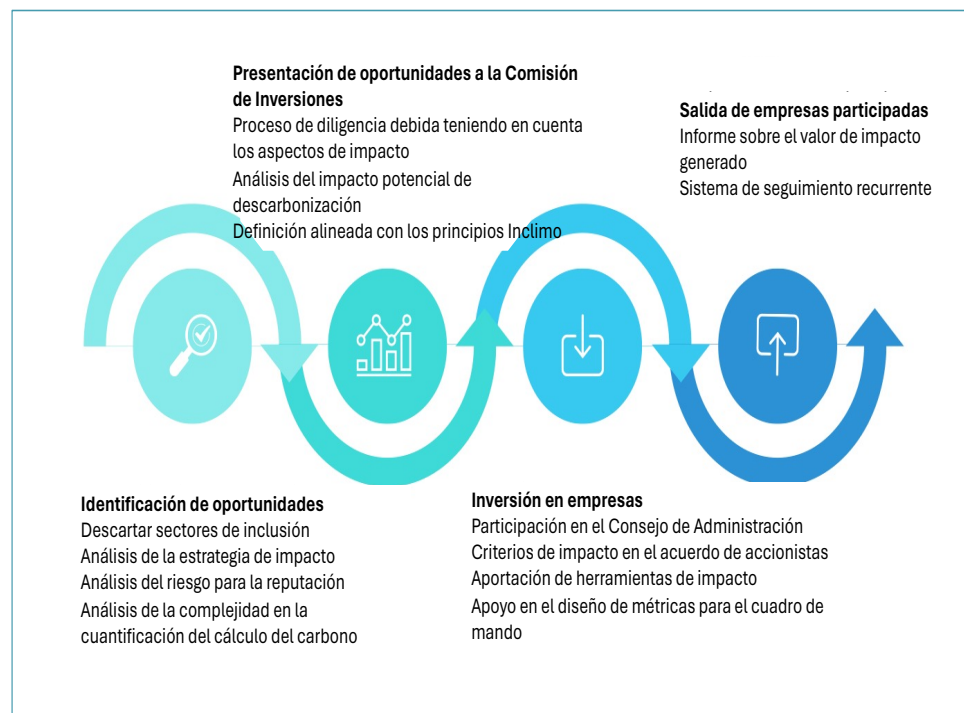 Presentación de oportunidades a la Comisión
de Inversiones
Proceso de diligencia debida teniendo en cuenta
los aspectos de impacto
Análisis del impacto potencial de
descarbonización
Definición alineada con los principios Inclimo
Salida de empresas participadas
Informe sobre el valor de impacto
generado
Sistema de seguimiento recurrente
Identificación de oportunidades
Descartar sectores de inclusión
Análisis de la estrategia de impacto
Análisis del riesgo para la reputación
Análisis de la complejidad en la
cuantificación del cálculo del carbono
Inversión en empresas
Participación en el Consejo de Administración
Criterios de impacto en el acuerdo de accionistas
Aportación de herramientas de impacto
Apoyo en el diseño de métricas para el cuadro de
mando